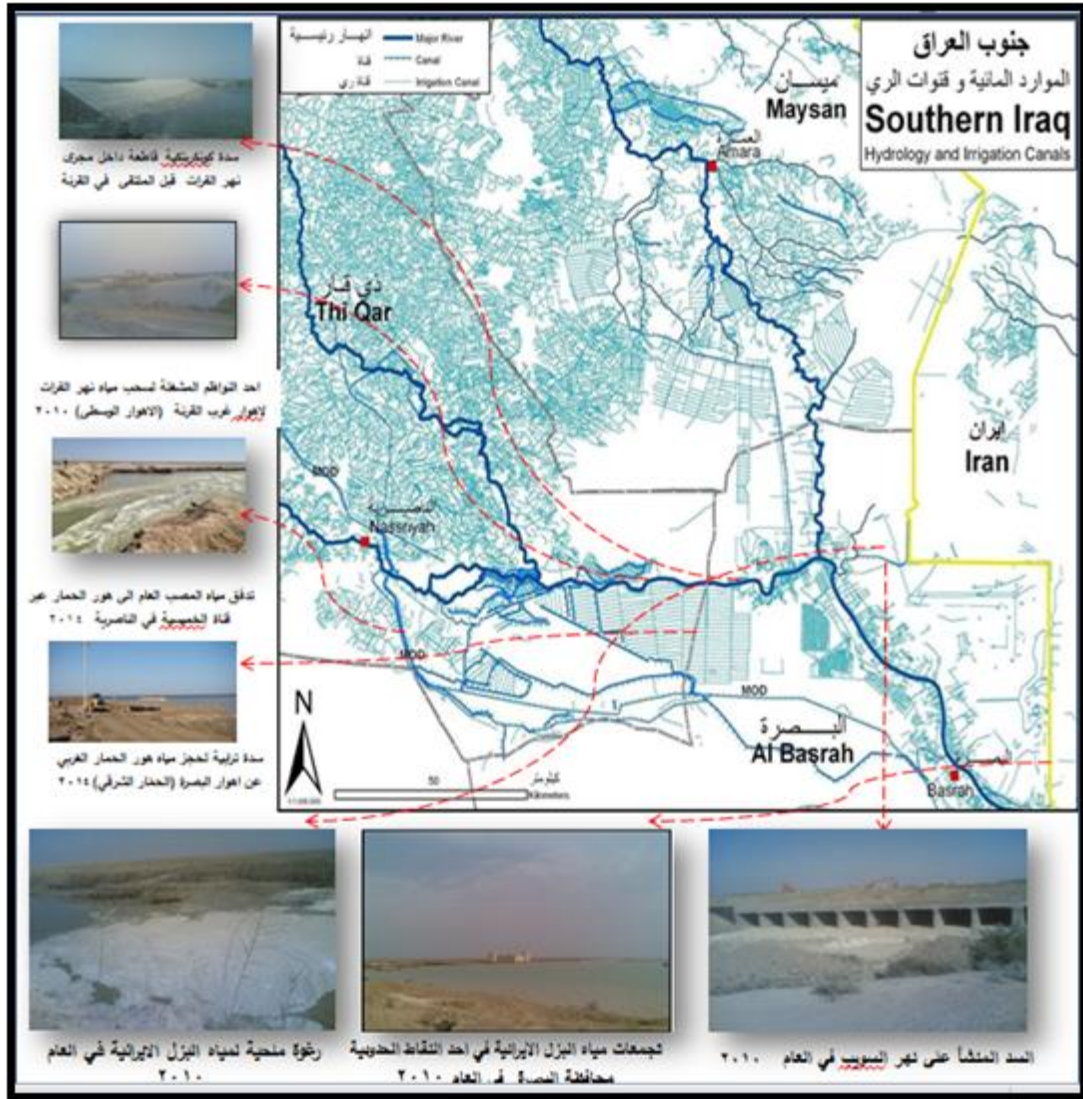 جنوب العراق
الموارد المائية و قنوات الري
Southern Iraq
Hydrology and Irrigation Canals
انهار رئيسية Major River
قناة Canal
قناة ري Irrigation Canal
ميسان
Maysan
العمارة
Amara
ذي قار
Thi Qar
ايران
Iran
MOD
الناصرية
Nassriyah
MOD
MOD
البصرة
Al Basrah
البصرة
Basrah
N
50
كيلومتر
Kilometers
سدة كونكريتية قاطعة داخل مجرى
نهر الفرات قبل الملتقى في القرنة
احد النواظم المشغلة لسحب مياه نهر الفرات
لاهوار غرب القرنة (الاهوار الوسطى) ٢٠١٠
تدفق مياه المصب العام الى هور الحمار عبر
قناة الخميسية في الناصرية ٢٠١٤
سدة ترابية لحجز مياه هور الحمار الغربي
عن اهوار البصرة (الحمار الشرقي) ٢٠١٤
رغوة ملحية لمياه البزل الايرانية في العام
٢٠١٠
تجمعات مياه البزل الايرانية في احد النقاط الحدودية
محافظة البصرة في العام ٢٠١٠
السد المنشأ على نهر السويب في العام ٢٠١٠